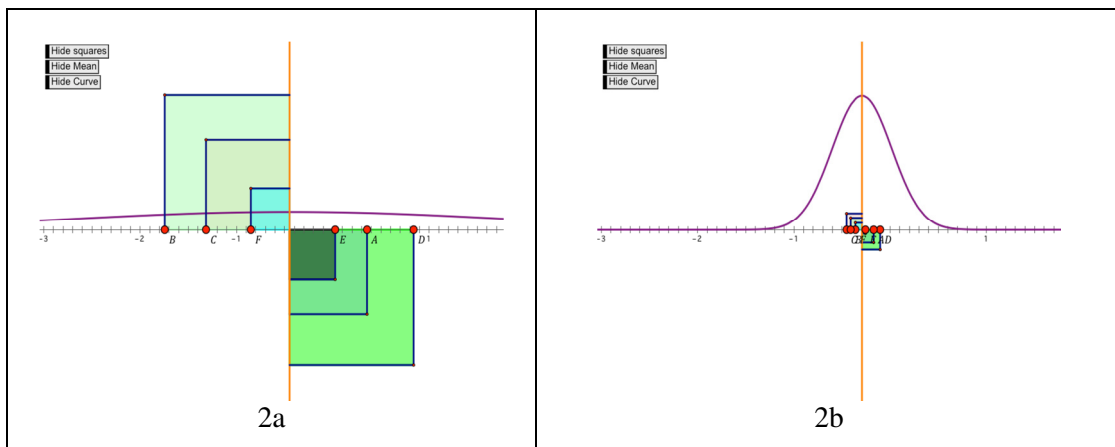 Hide squares
Hide Mean
Hide Curve
-3 B C -1 F E A D 1
2a
Hide squares
Hide Mean
Hide Curve
-3 -2 -1 C A D 1
2b